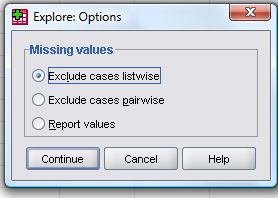 Explore: Options
Missing values
Exclude cases listwise
Exclude cases pairwise
Report values
Continue Cancel Help